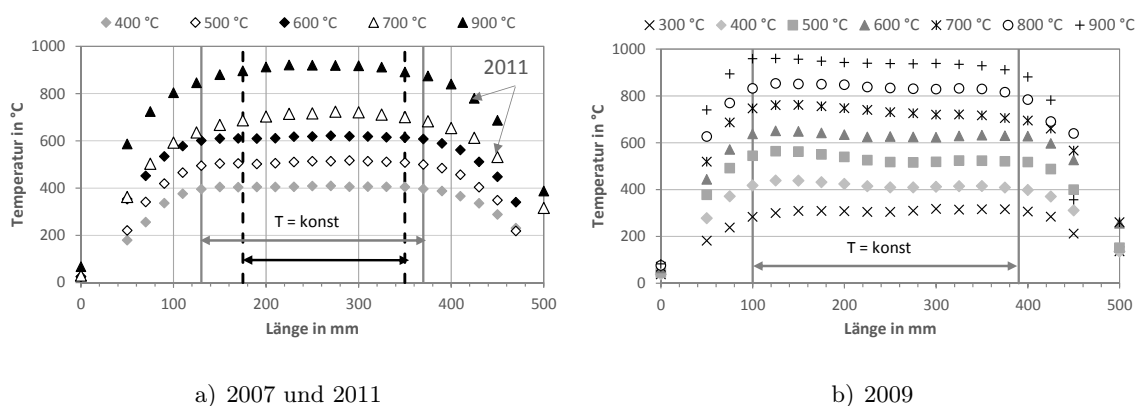 400 °C 500 °C 600 °C 700 °C 900 °C
1000
800
600
400
200
0
0 100 200 300 400 500
Temperatur in °C
Länge in mm
2011
T = konst
300 °C 400 °C 500 °C 600 °C 700 °C 800 °C 900 °C
1000
800
600
400
200
0
0 100 200 300 400 500
Temperatur in °C
Länge in mm
T = konst
a) 2007 und 2011
b) 2009